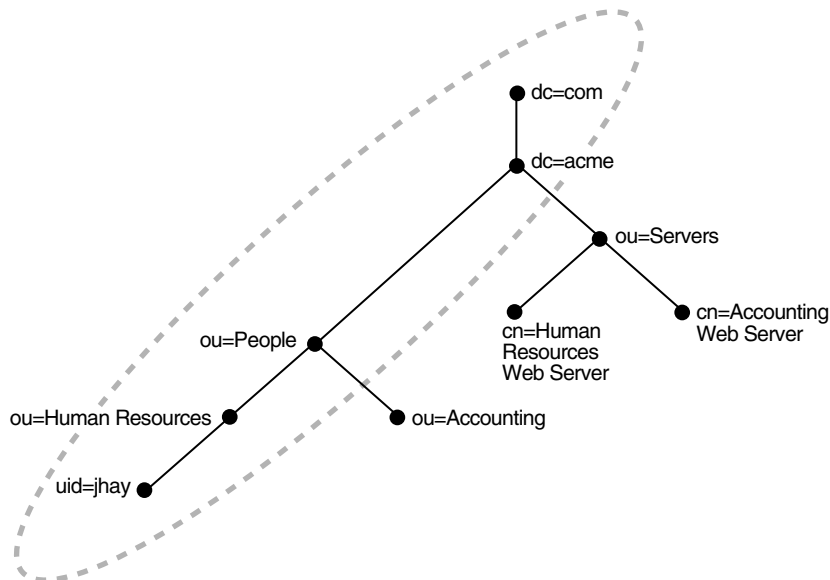 dc=com
dc=acme
ou=Servers
cn=Human
Resources
Web Server
cn=Accounting
Web Server
ou=People
ou=Human Resources
ou=Accounting
uid=jhay